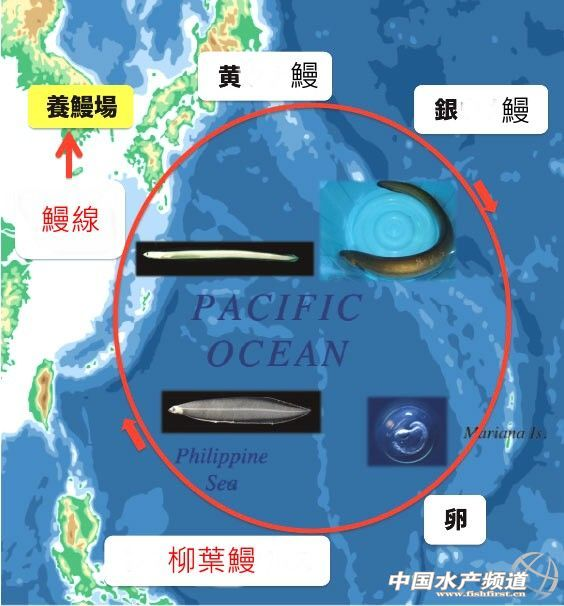 黄 鰻
銀 鰻
養鰻場
鰻線
PACIFIC
OCEAN
Mariana Is.
Philippine
Sea
卵
柳葉鰻
中国水产频道
www.fishfirst.cn